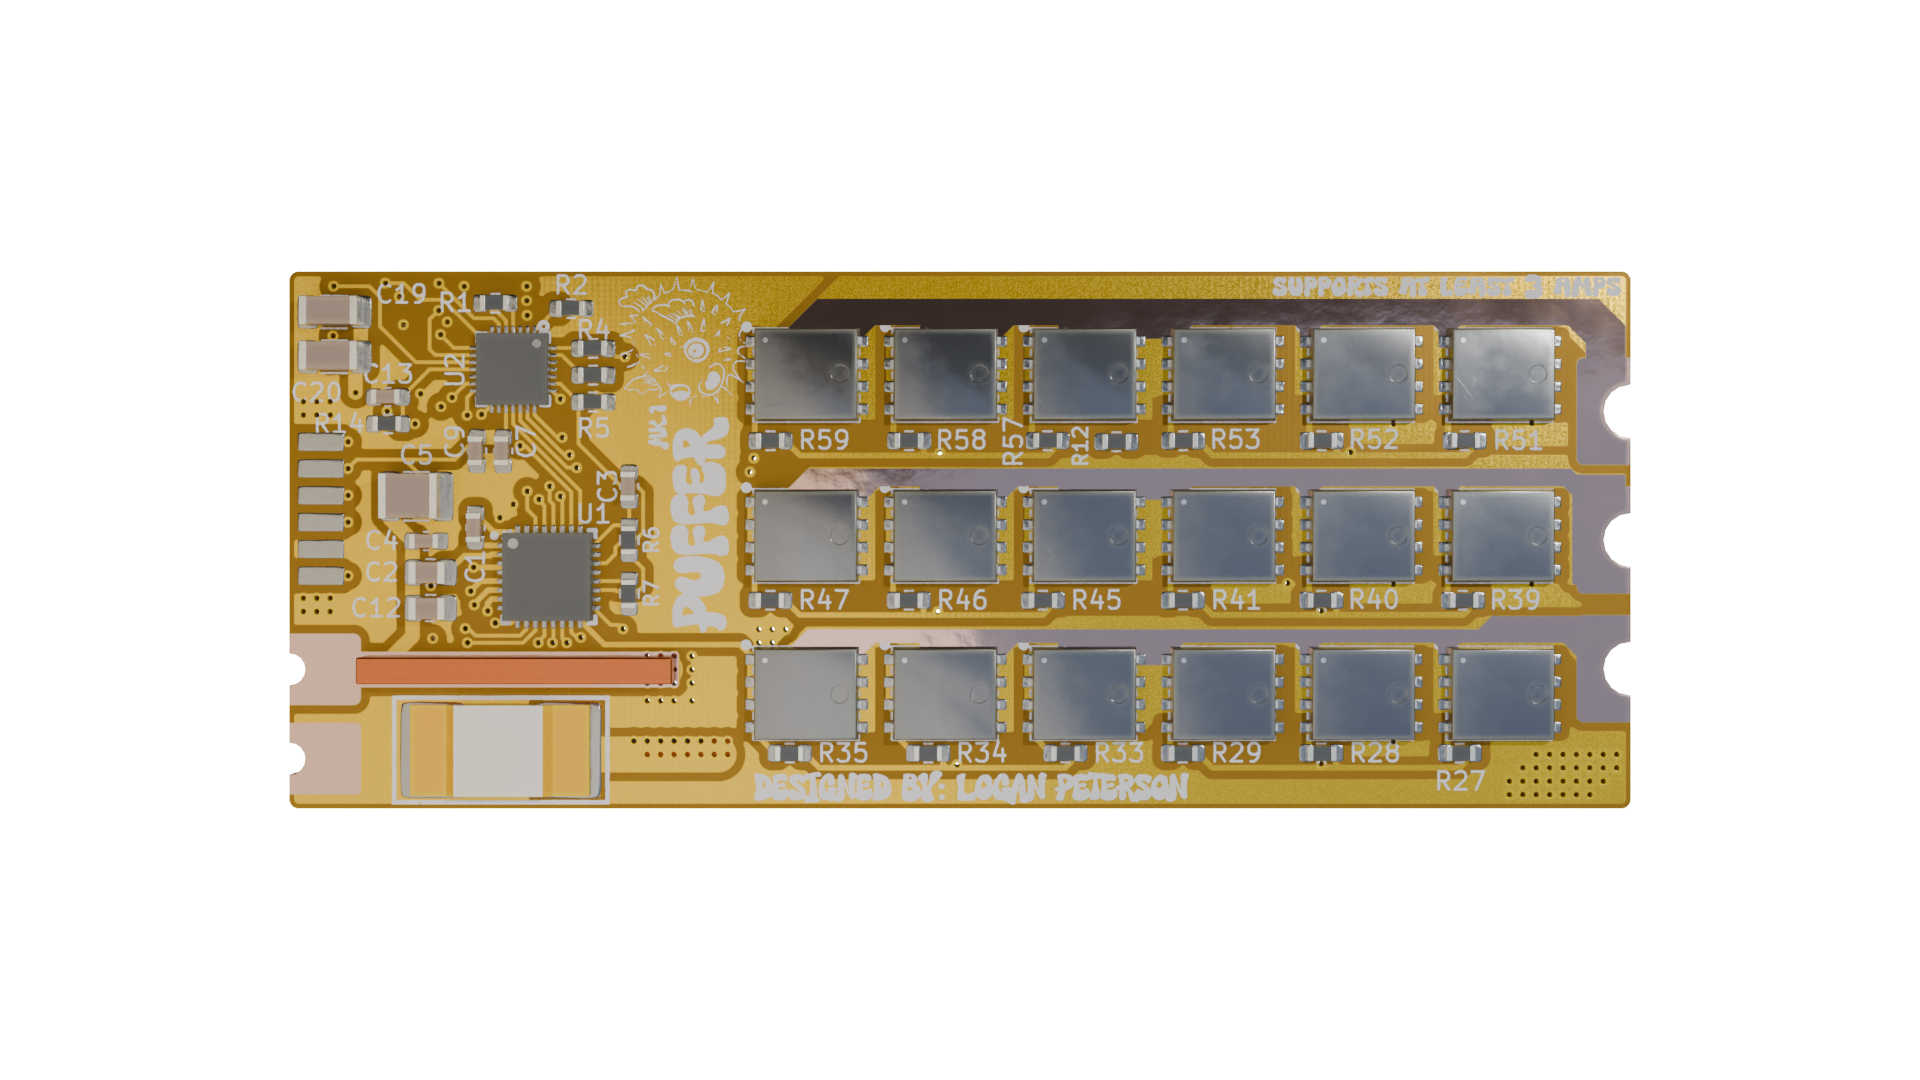 SUPPORTS AT LEAST 3 AMPS
C19
R1
R2
R4
U2
C13
C20
R14
R5
C9
C7
C5
MK.1
PUFFER
R59
R58
R57
R12
R53
R52
R51
C3
U1
R6
C4
C2
C1
R7
C12
R47
R46
R45
R41
R40
R39
R35
R34
R33
R29
R28
R27
DESIGNED BY: LOGAN PETERSON